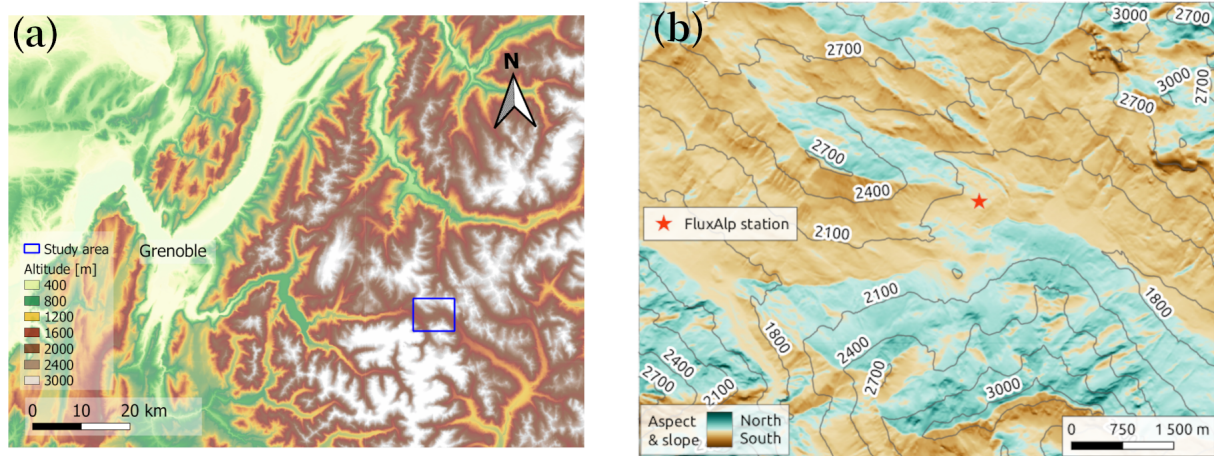 (a)
N
Grenoble
Study area
Altitude [m]
400
800
1200
1600
2000
2400
3000
0 10 20 km
(b)
3000
2700
2700
3000
2700
2700
2700
2400
FluxAlp station
2100
2100
1800
1800
2400
2400
2700
2100
2700
3000
Aspect
& slope
North
South
0 750 1 500 m